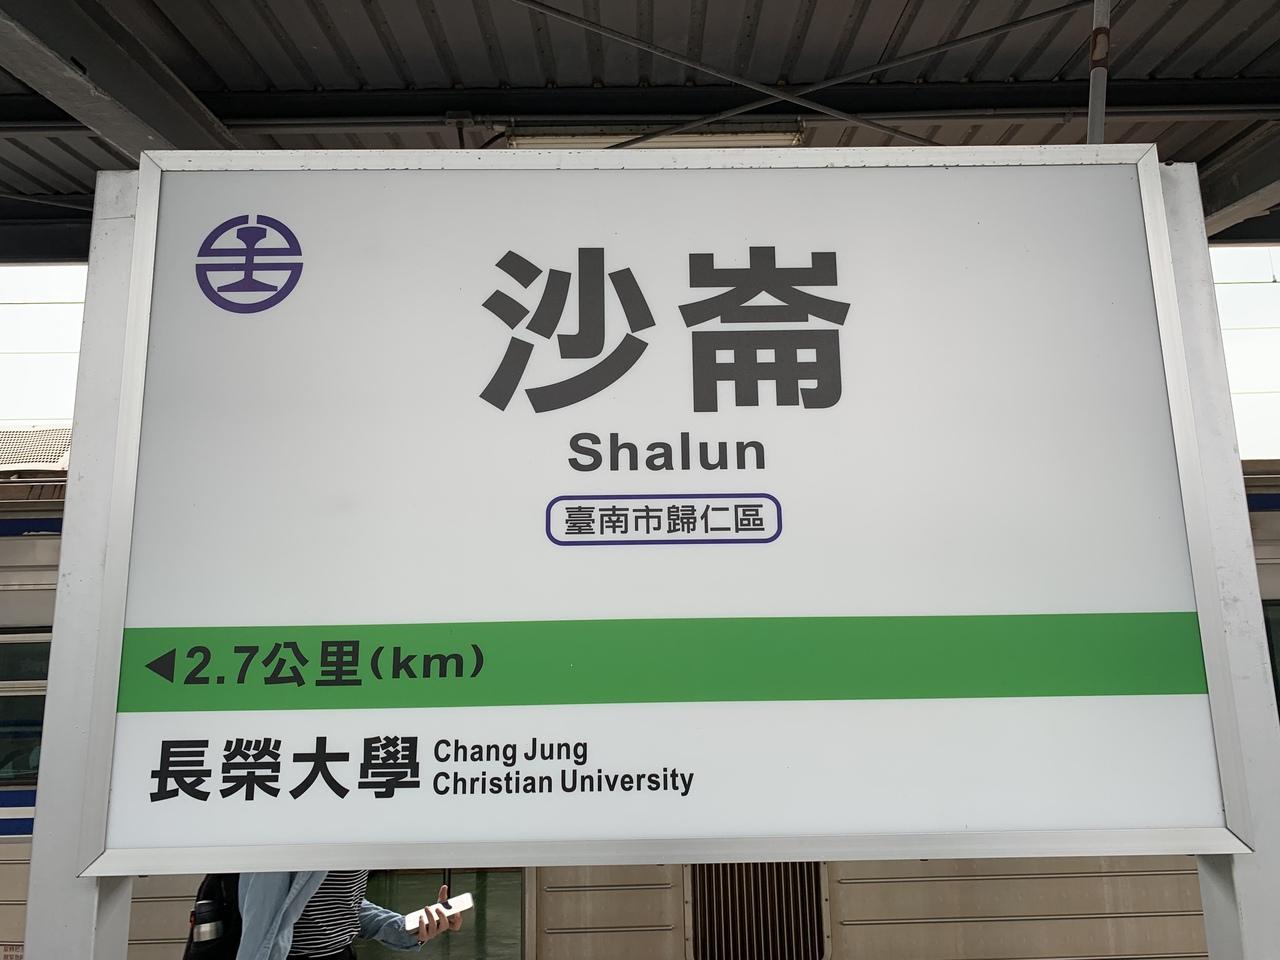 沙崙
Shalun
臺南市歸仁區
◀2.7公里(km)
長榮大學 Chang Jung
Christian University